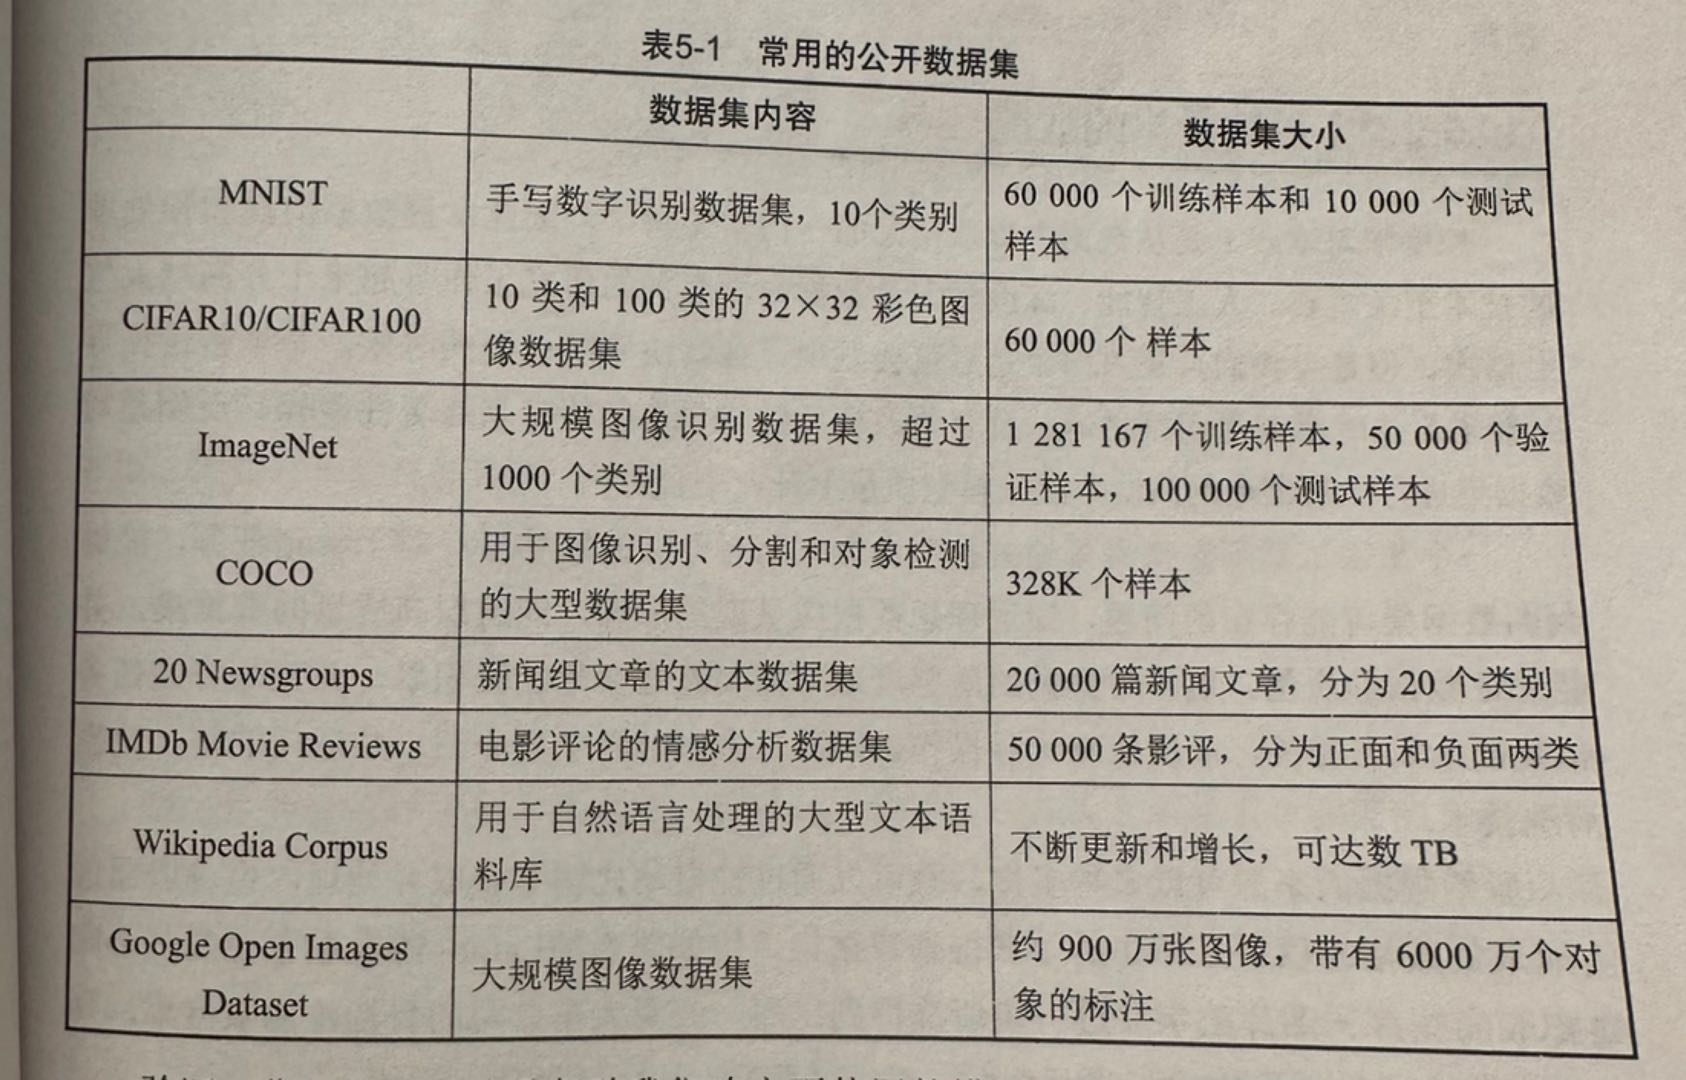 表5-1 常用的公开数据集
数据集内容
数据集大小
MNIST
手写数字识别数据集，10个类别
60 000 个训练样本和 10 000 个测试
样本
CIFAR10/CIFAR100
10 类和 100 类的 32×32 彩色图
像数据集
60 000 个 样本
ImageNet
大规模图像识别数据集，超过
1000 个类别
1 281 167 个训练样本，50 000 个验
证样本，100 000 个测试样本
COCO
用于图像识别、分割和对象检测
的大型数据集
328K 个样本
20 Newsgroups
新闻组文章的文本数据集
20 000 篇新闻文章，分为 20 个类别
IMDb Movie Reviews
电影评论的情感分析数据集
50 000 条影评，分为正面和负面两类
Wikipedia Corpus
用于自然语言处理的大型文本语
料库
不断更新和增长，可达数 TB
Google Open Images
Dataset
大规模图像数据集
约 900 万张图像，带有 6000 万个对
象的标注